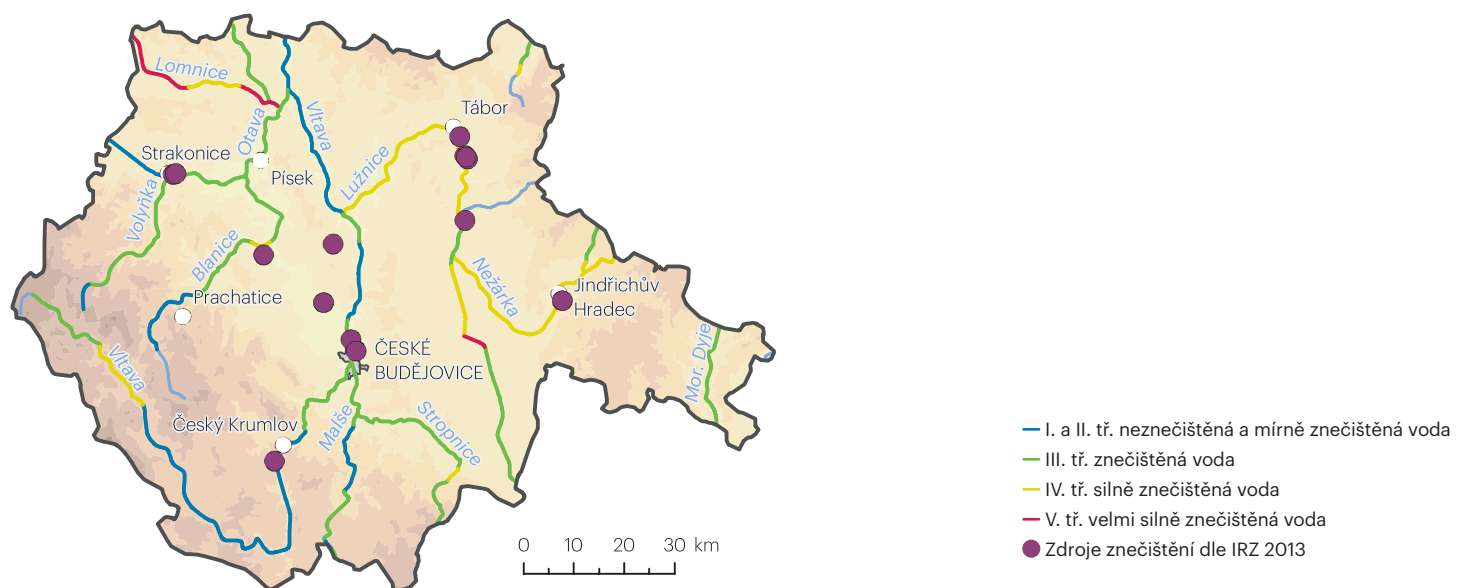 Lomnice
Otava
Vltava
Tábor
Strakonice
Písek
Lužnice
Volyňka
Blanice
Prachatice
Nežárka
Jindřichův
Hradec
Vltava
ČESKÉ
BUDĚJOVICE
Mor. Dyje
Český Krumlov
Malše
Stropnice
0 10 20 30 km
I. a II. tř. neznečištěná a mírně znečištěná voda
III. tř. znečištěná voda
IV. tř. silně znečištěná voda
V. tř. velmi silně znečištěná voda
Zdroje znečištění dle IRZ 2013